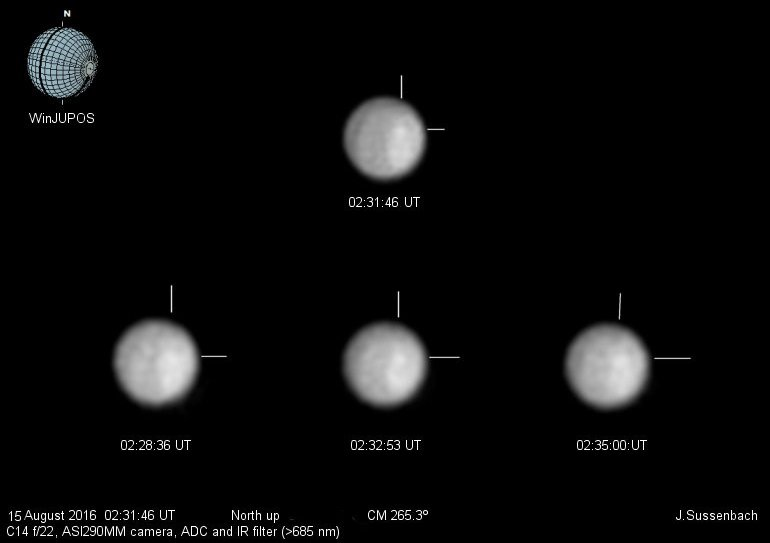 N
WinJUPOS
02:31:46 UT
02:28:36 UT
02:32:53 UT
02:35:00:UT
15 August 2016 02:31:46 UT North up CM 265.3º J.Sussenbach
C14 f/22, ASI290MM camera, ADC and IR filter (>685 nm)